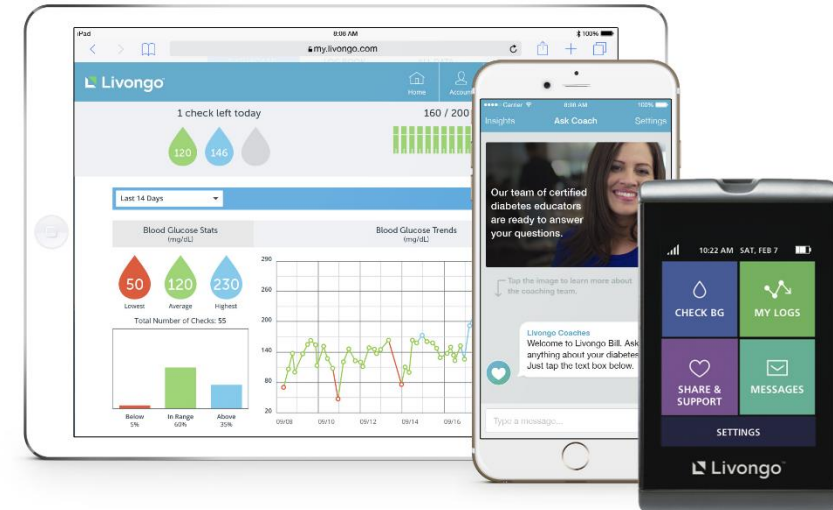 iPad
8:08 AM
100%
my.livongo.com
Livongo
Home
Account
1 check left today
160 / 200
120
146
Last 14 Days
Blood Glucose Stats
(mg/dL)
Blood Glucose Trends
(mg/dL)
50
120
230
Lowest
Average
Highest
Total Number of Checks: 55
Below
5%
In Range
60%
Above
35%
290
260
200
140
80
20
09/08
09/10
09/12
09/14
09/16
Carrier
8:08 AM
100%
Insights
Ask Coach
Settings
Our team of certified
diabetes educators
are ready to answer
your questions.
Tap the image to learn more about
the coaching team.
Livongo Coaches
Welcome to Livongo Bill. Ask
anything about your diabetes
Just tap the text box below.
Type a message...
10:22 AM SAT, FEB 7
CHECK BG
MY LOGS
SHARE &
SUPPORT
MESSAGES
SETTINGS
Livongo